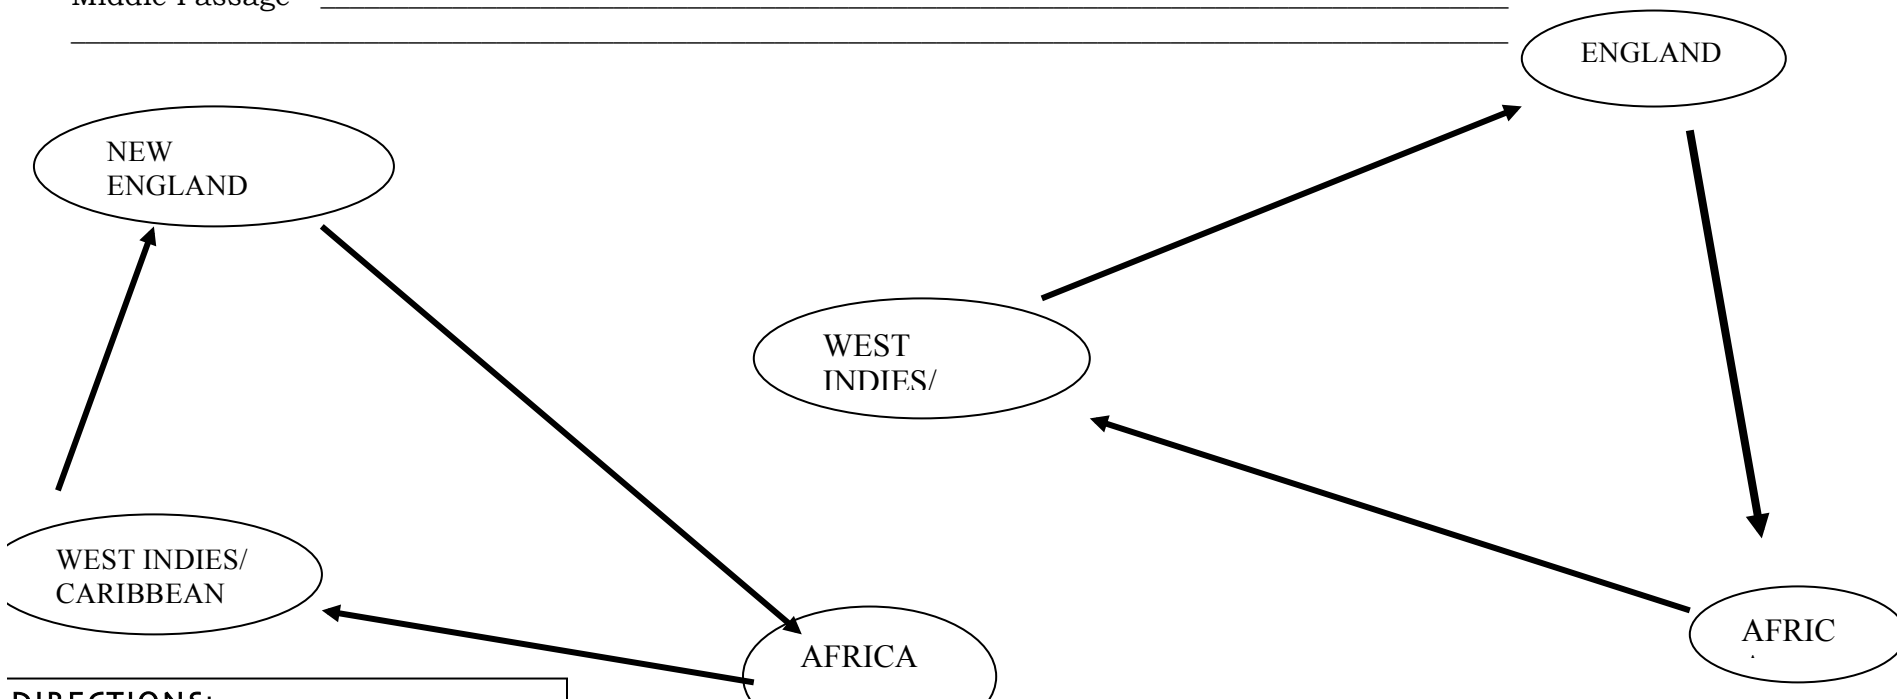 Middle Passage
ENGLAND
NEW
ENGLAND
WEST
INDIES/
WEST INDIES/
CARIBBEAN
AFRIC
AFRICA
DIRECTIONS: